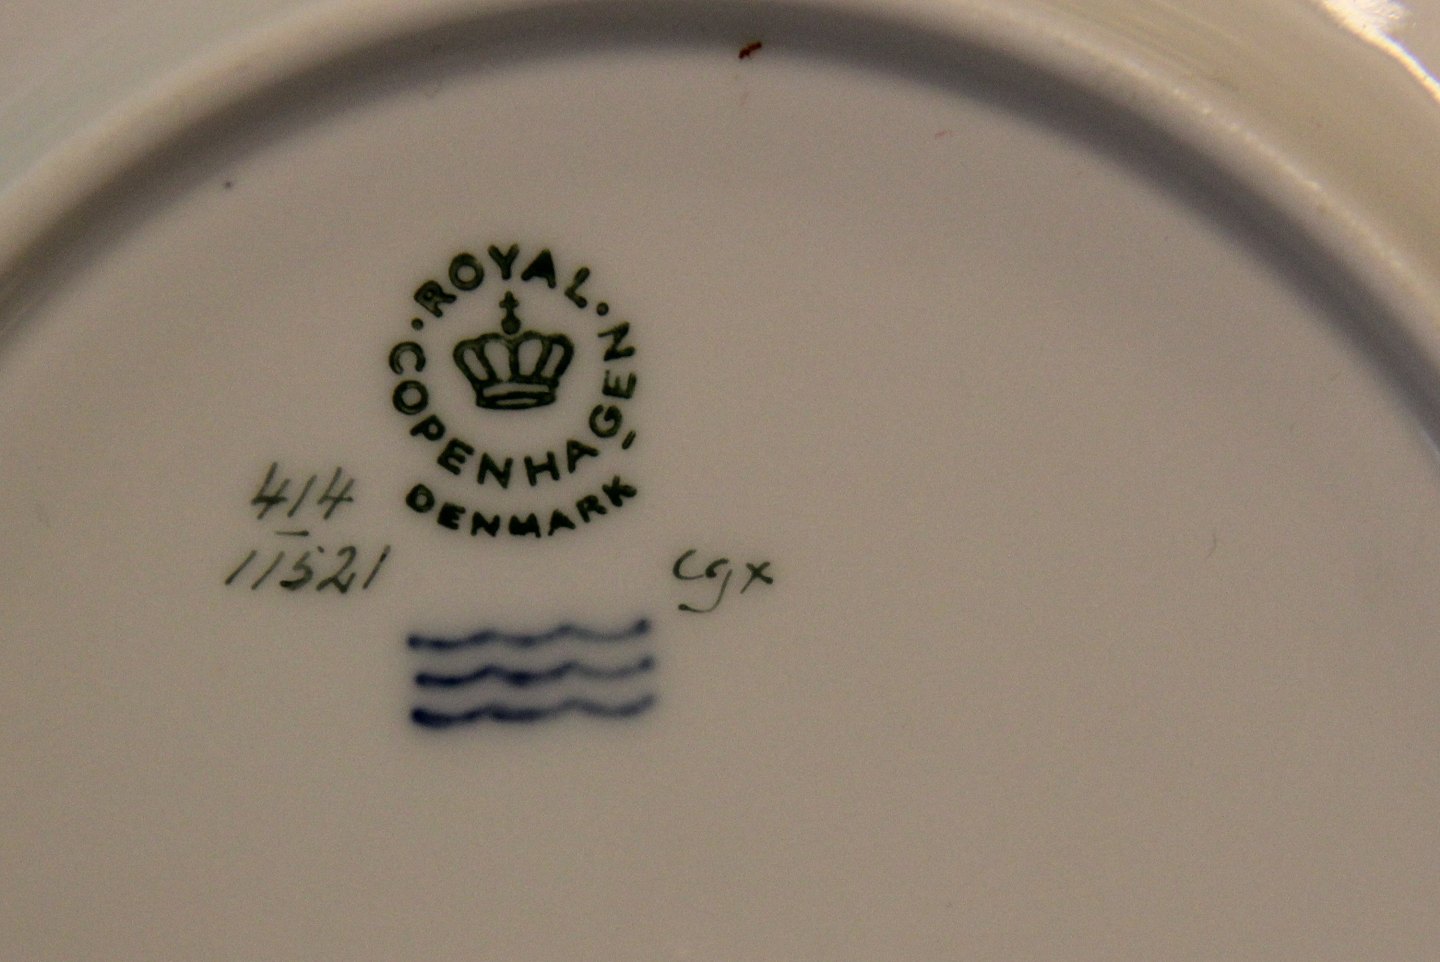 · ROYAL · COPENHAGEN
DENMARK
414
11521
cgx